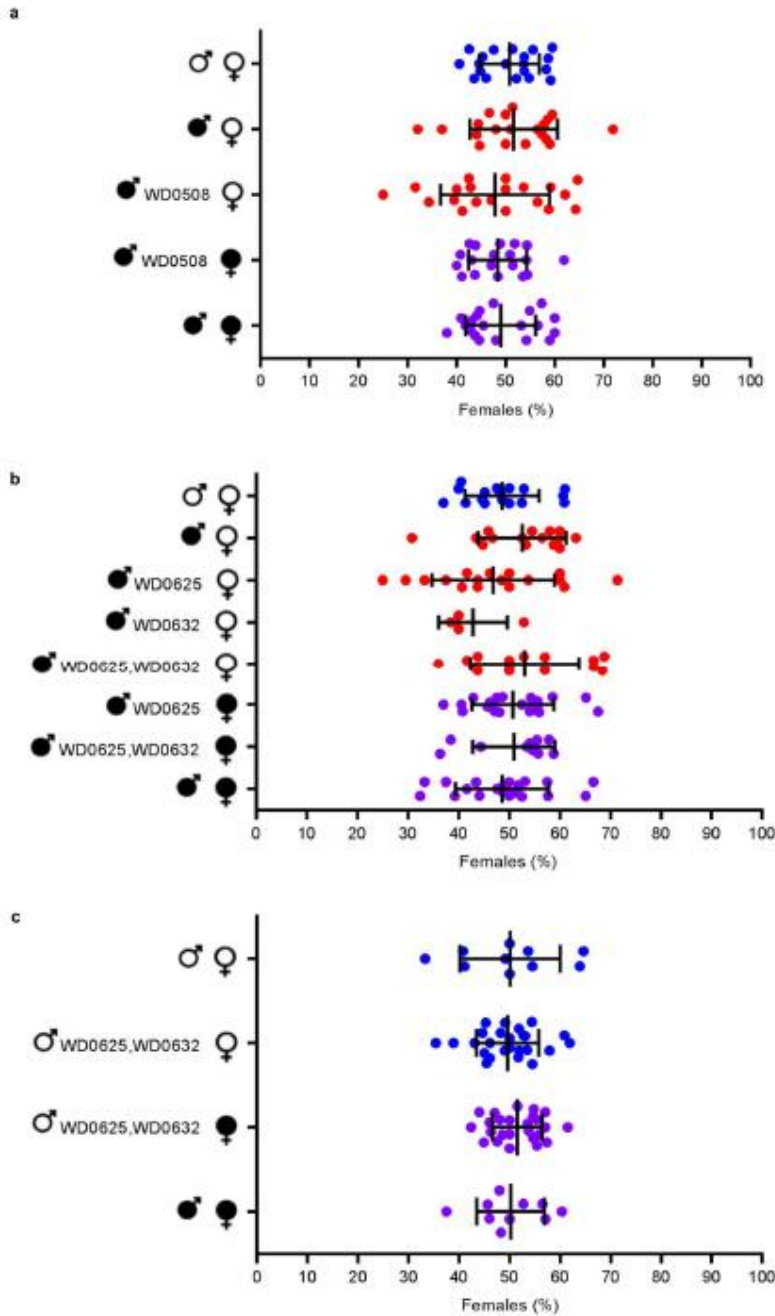 a
♂ ♀
♂ ♀
♂ WD0508 ♀
♂ WD0508 ♀
♂ ♀
0 10 20 30 40 50 60 70 80 90 100
Females (%)
b
♂ ♀
♂ ♀
♂ WD0625 ♀
♂ WD0632 ♀
♂ WD0625,WD0632 ♀
♂ WD0625 ♀
♂ WD0625,WD0632 ♀
♂ ♀
0 10 20 30 40 50 60 70 80 90 100
Females (%)
c
♂ ♀
♂ WD0625,WD0632 ♀
♂ WD0625,WD0632 ♀
♂ ♀
0 10 20 30 40 50 60 70 80 90 100
Females (%)